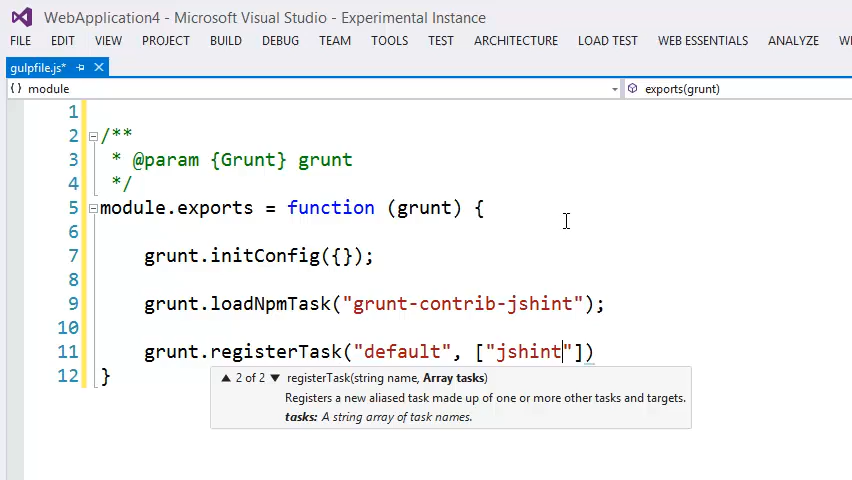 WebApplication4 - Microsoft Visual Studio - Experimental Instance
FILE EDIT VIEW PROJECT BUILD DEBUG TEAM TOOLS TEST ARCHITECTURE LOAD TEST WEB ESSENTIALS ANALYZE
gulpfile.js*
{ } module exports(grunt)
1
2 /**
3 * @param {Grunt} grunt
4 */
5 module.exports = function (grunt) {
6
7 grunt.initConfig({});
8
9 grunt.loadNpmTask("grunt-contrib-jshint");
10
11 grunt.registerTask("default", ["jshint"])
12 }
▲ 2 of 2 ▼ registerTask(string name, Array tasks)
Registers a new aliased task made up of one or more other tasks and targets.
tasks: A string array of task names.